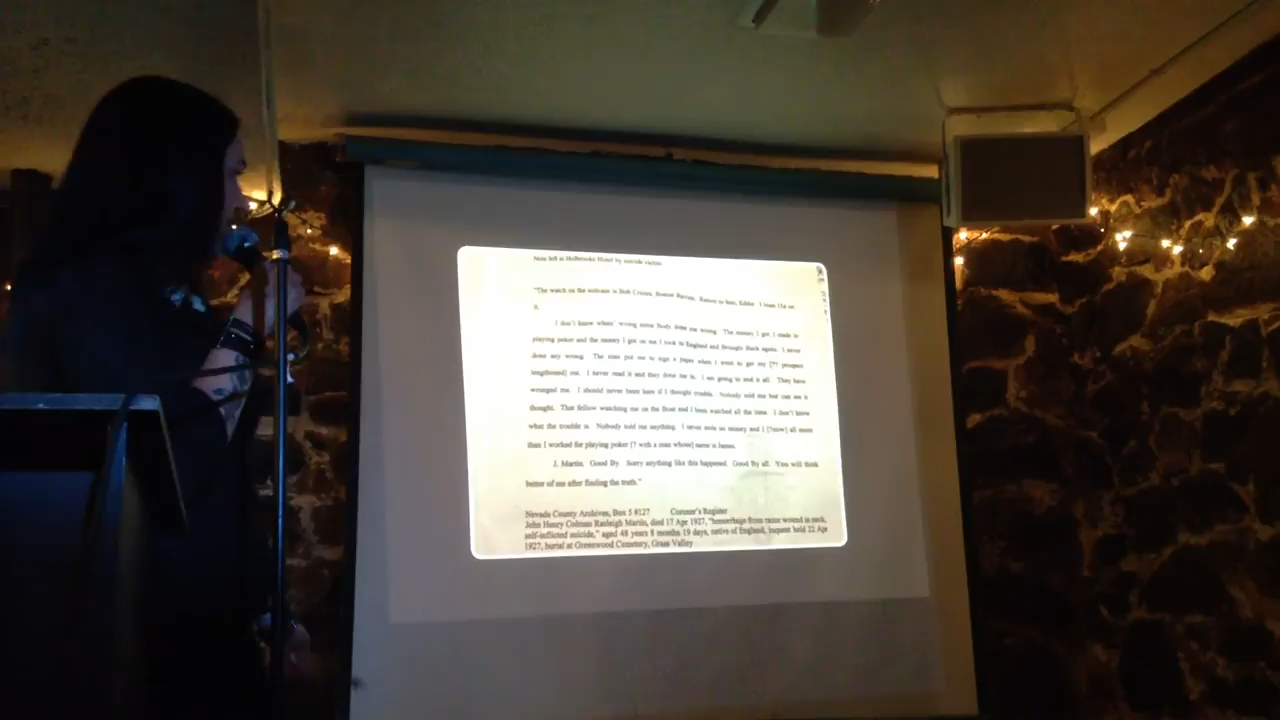 Note left at Holbrooke Hotel by suicide victim
"The watch on the suitcase is Bob Crooks, Boston Ravine. Return to him, Eddie. I loan 15d on
it.
I don't know whats' wrong some body done me wrong. The money I got I made in
playing poker and the money I got on me I took to England and Brought Back again. I never
done any wrong. The man put me to sign a paper when I went to get my [?? prospect
lengthened] out. I never read it and they done me in. I am going to end it all. They have
wronged me. I should never been here if I thought trouble. Nobody told me but can see it
thought. That fellow watching me on the Boat and I been watched all the time. I don't know
what the trouble is. Nobody told me anything. I never stole no money and I [?now] all more
than I worked for playing poker [? with a man whose] name is James.
J. Martin. Good By. Sorry anything like this happened. Good By all. You will think
better of me after finding the truth."
Nevada County Archives, Box 5 #127 Coroner's Register
John Henry Colman Rasleigh Martin, died 17 Apr 1927, "hemorrhage from razor wound in neck,
self-inflicted suicide," aged 48 years 8 months 19 days, native of England, inquest held 22 Apr
1927, burial at Greenwood Cemetery, Grass Valley